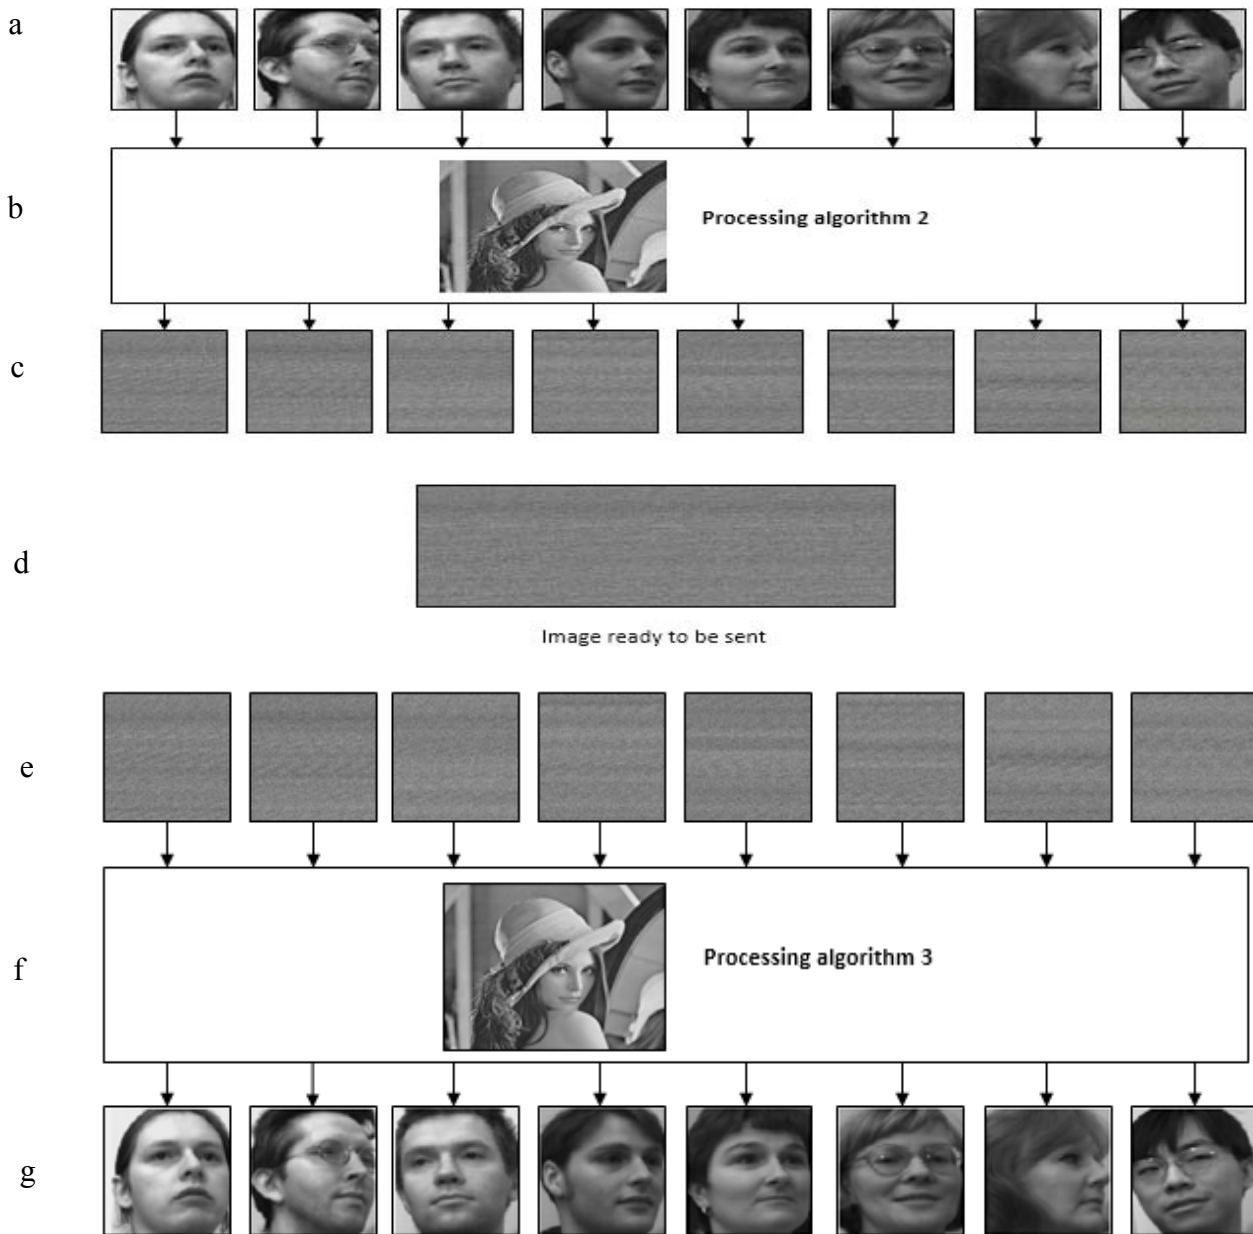 a
b
Processing algorithm 2
c
d
Image ready to be sent
e
f
Processing algorithm 3
g